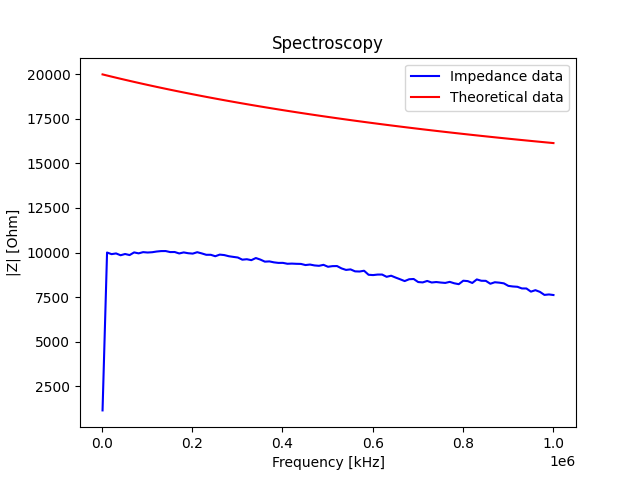 Spectroscopy
Impedance data
Theoretical data
|Z| [Ohm]
20000
17500
15000
12500
10000
7500
5000
2500
0.0 0.2 0.4 0.6 0.8 1.0
1e6
Frequency [kHz]